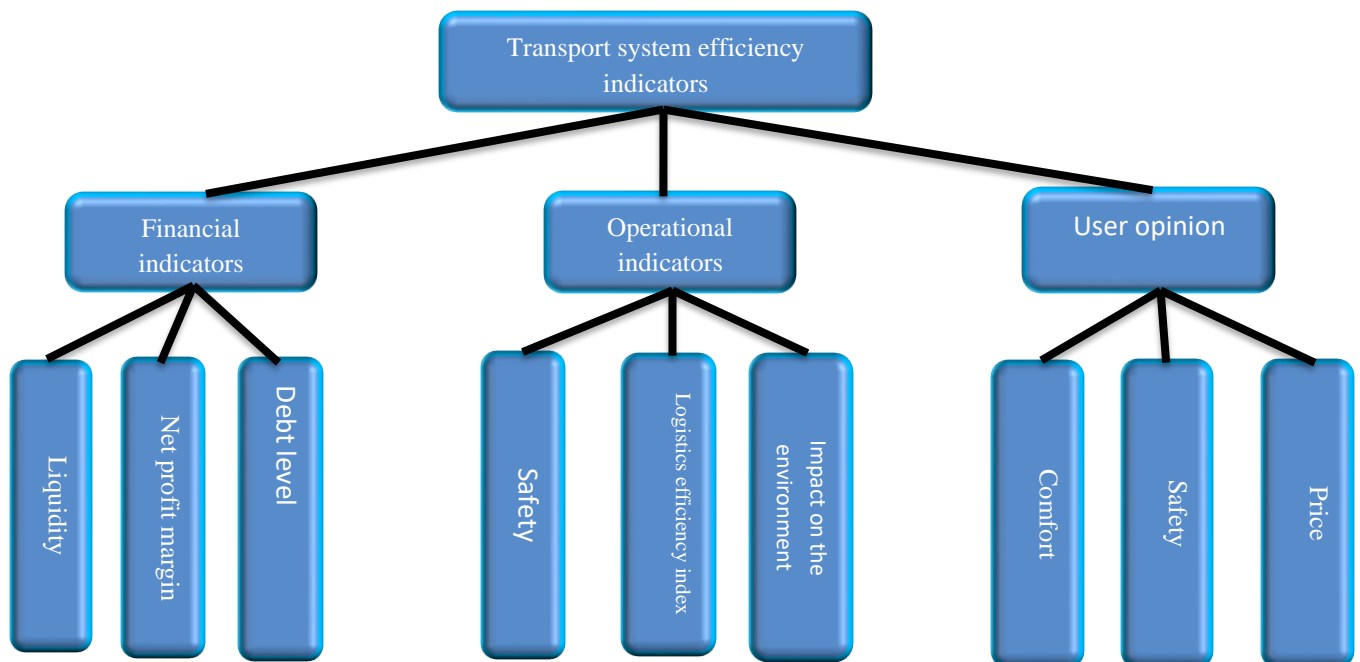 Transport system efficiency
indicators
Financial
indicators
Operational
indicators
User opinion
Liquidity
Net profit margin
Debt level
Safety
Logistics efficiency index
Impact on the
environment
Comfort
Safety
Price